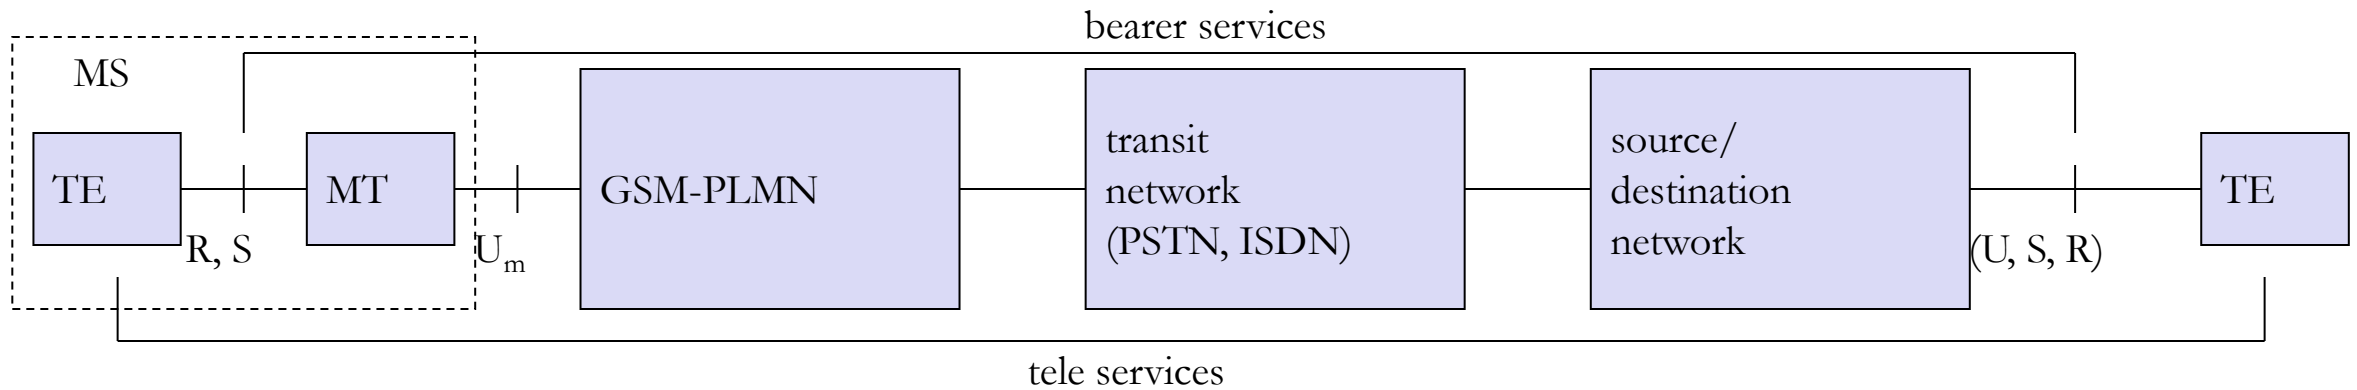 bearer services
MS
TE
R, S
MT
Uₘ
GSM-PLMN
transit
network
(PSTN, ISDN)
source/
destination
network
(U, S, R)
TE
tele services